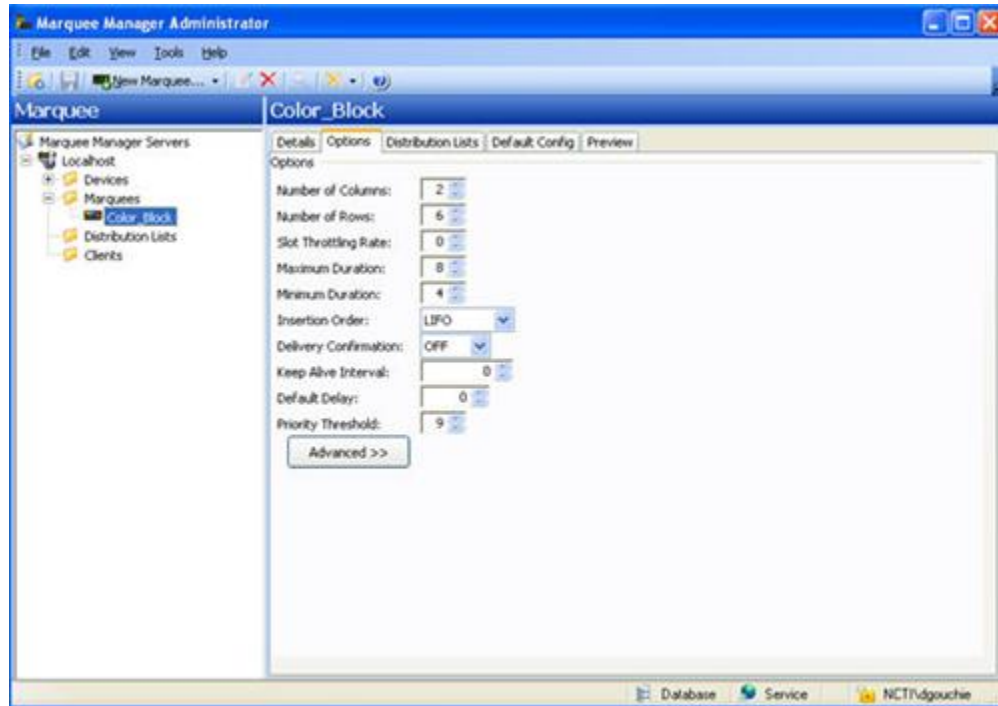 Marquee Manager Administrator
File Edit View Tools Help
New Marquee...
Marquee
Color_Block
Marquee Manager Servers
Localhost
Devices
Marquees
Color_Block
Distribution Lists
Clients
Details Options Distribution Lists Default Config Preview
Options
Number of Columns: 2
Number of Rows: 6
Slot Throttling Rate: 0
Maximum Duration: 8
Minimum Duration: 4
Insertion Order: LIFO
Delivery Confirmation: OFF
Keep Alive Interval: 0
Default Delay: 0
Priority Threshold: 9
Advanced >>
Database Service NCTI\dgouchie